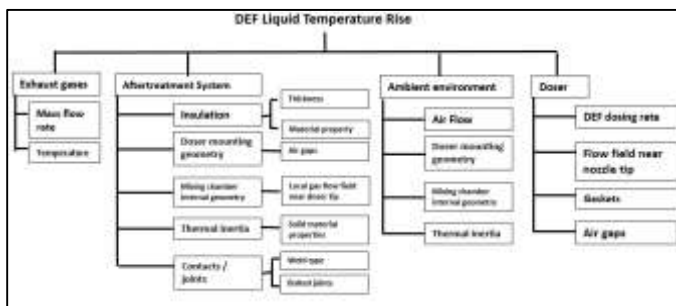 DEF Liquid Temperature Rise
Exhaust gases
Mass flow
rate
Temperature
Aftertreatment System
Insulation
Thickness
Material property
Doser mounting
geometry
Air gaps
Mixing chamber
internal geometry
Local gas flow field
near doser tip
Thermal inertia
Solid material
properties
Contacts /
joints
Weld type
Bolted joints
Ambient environment
Air Flow
Doser mounting
geometry
Mixing chamber
internal geometry
Thermal inertia
Doser
DEF dosing rate
Flow field near
nozzle tip
Gaskets
Air gaps